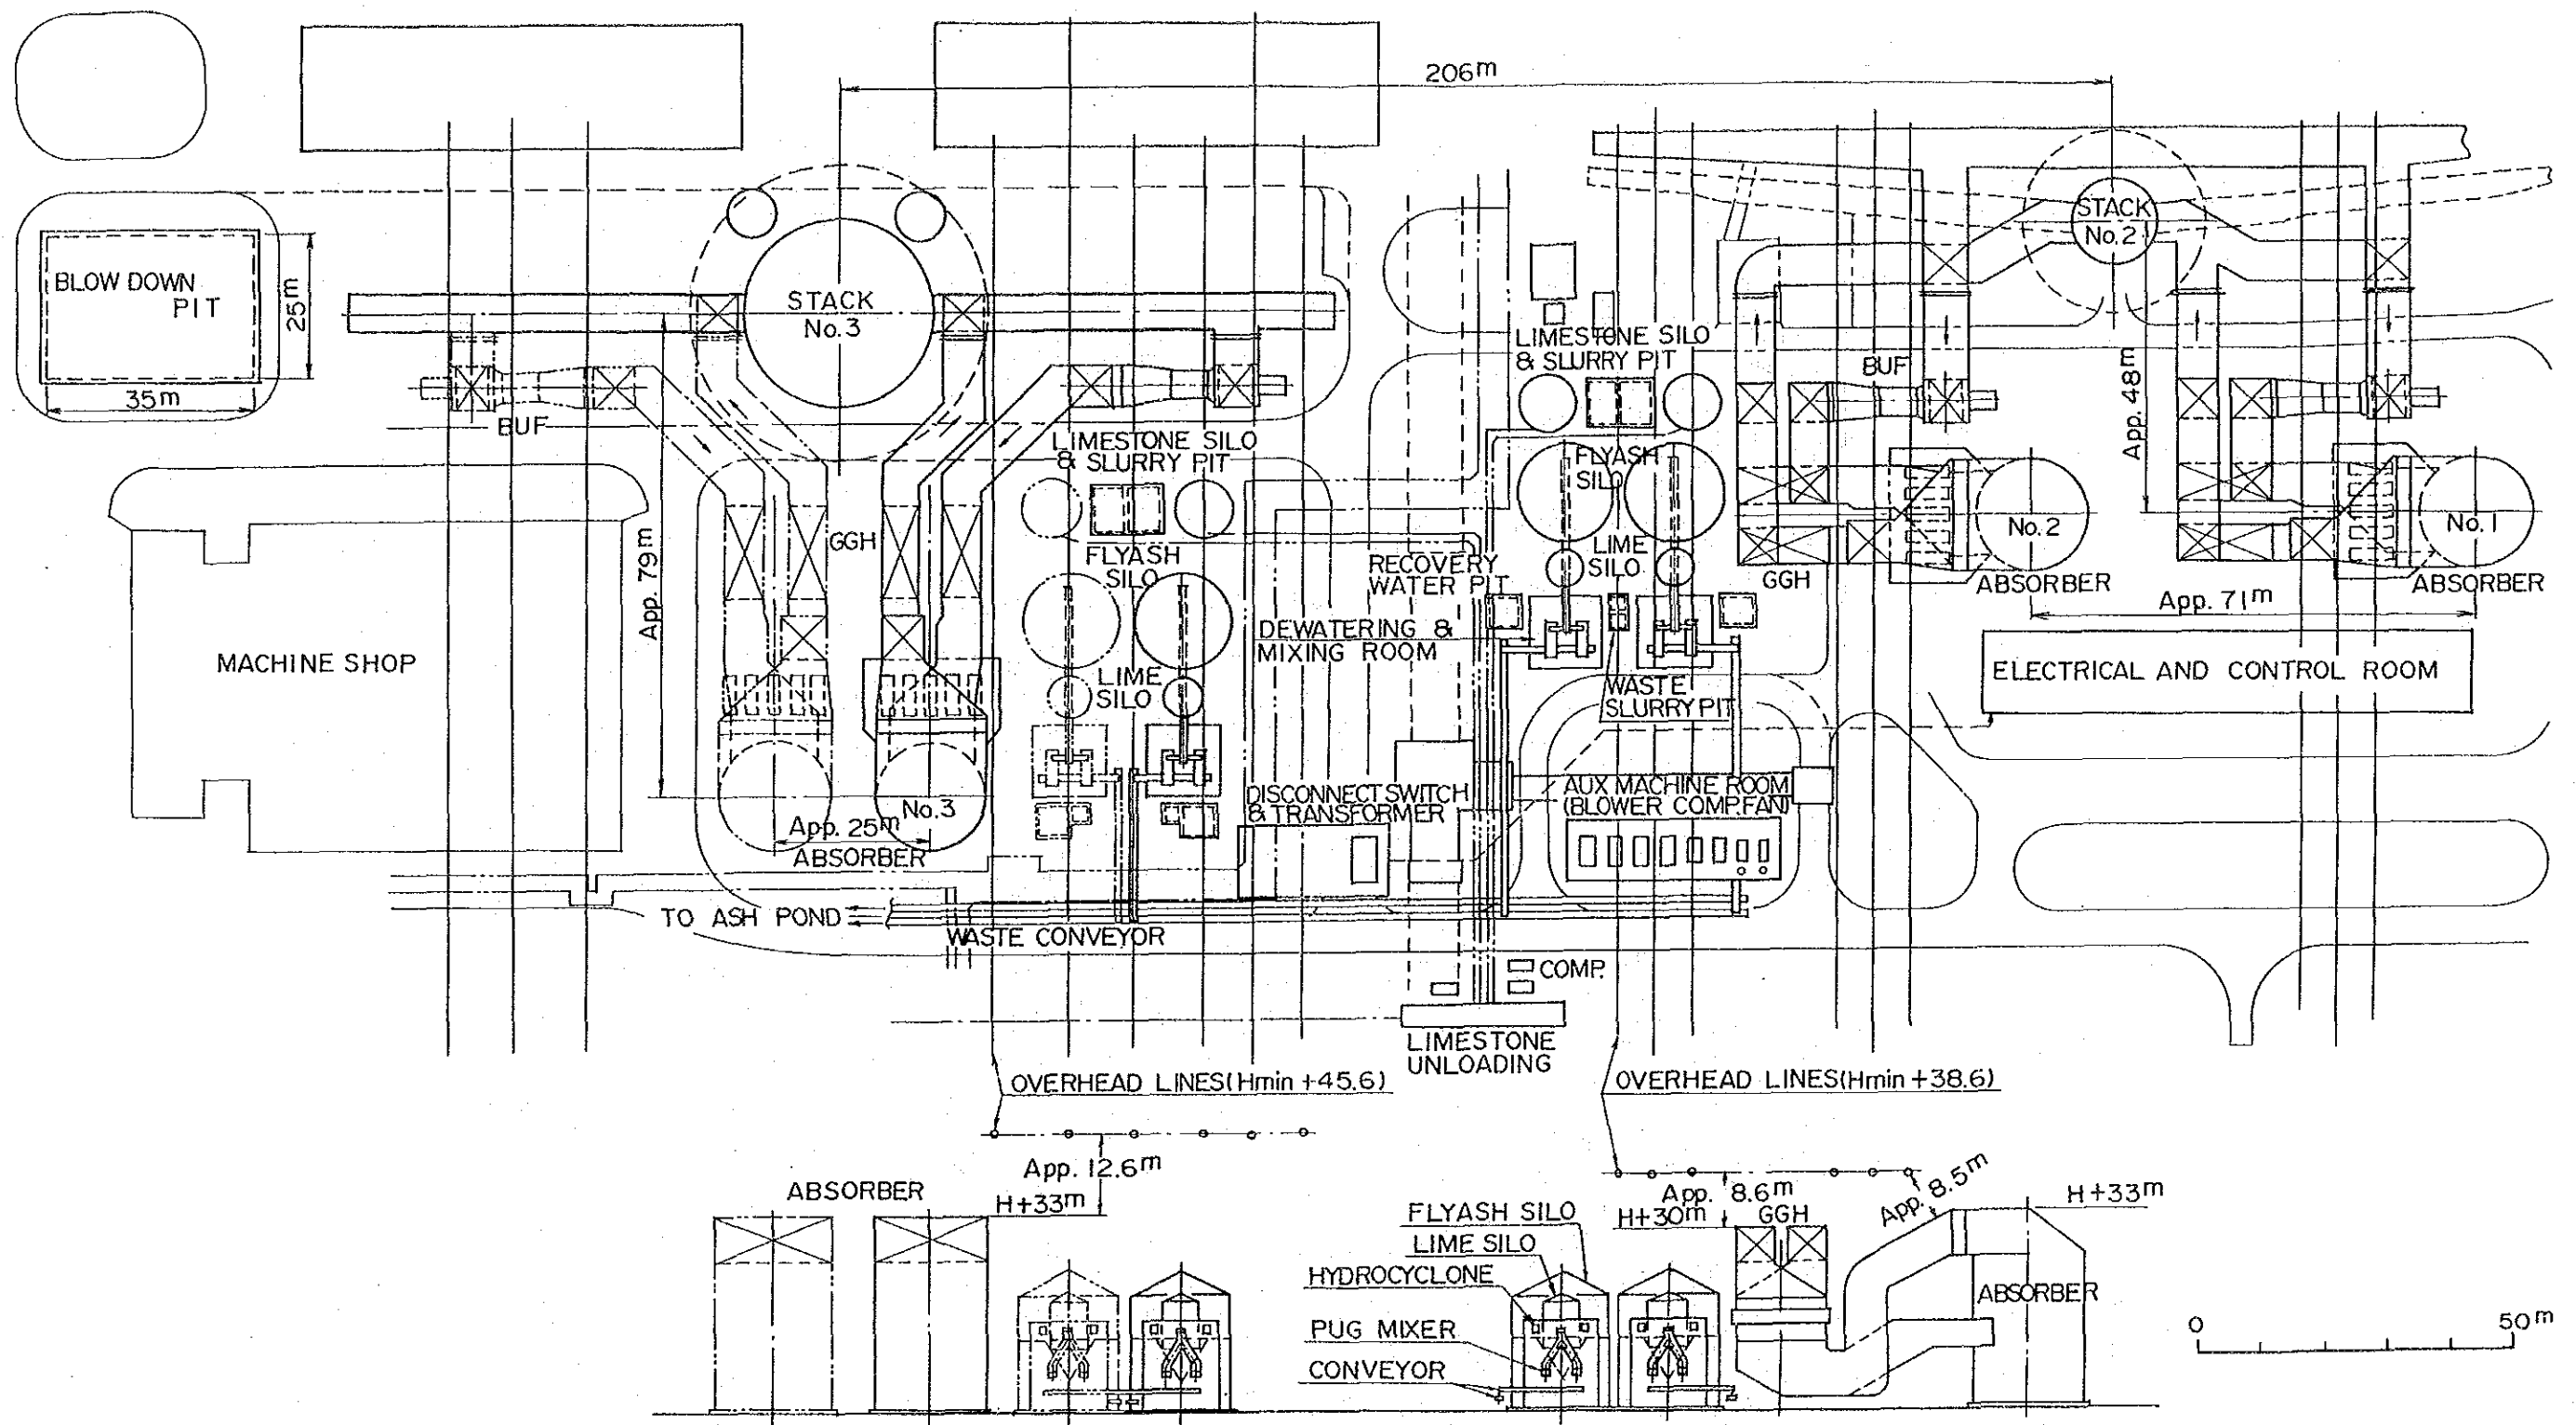 206m
STACK
No.2
BLOW DOWN
PIT
25m
35m
STACK
No.3
BUF
LIMESTONE SILO
& SLURRY PIT
BUF
App. 48m
LIMESTONE SILO
& SLURRY PIT
FLYASH
SILO
GGH
App. 79m
FLYASH
SILO
LIME
SILO
RECOVERY
WATER PIT
No.2
No.1
GGH
ABSORBER
ABSORBER
App. 71m
DEWATERING &
MIXING ROOM
MACHINE SHOP
LIME
SILO
WASTE
SLURRY PIT
ELECTRICAL AND CONTROL ROOM
No.3
App. 25m
ABSORBER
DISCONNECT SWITCH
& TRANSFORMER
AUX MACHINE ROOM
(BLOWER COMP.FAN)
TO ASH POND
WASTE CONVEYOR
COMP.
LIMESTONE
UNLOADING
OVERHEAD LINES(Hmin +45.6)
OVERHEAD LINES(Hmin +38.6)
App. 12.6m
ABSORBER
H+33m
FLYASH SILO
LIME SILO
HYDROCYCLONE
PUG MIXER
CONVEYOR
App. 8.6m
H+30m
GGH
App. 8.5m
H+33m
ABSORBER
0
50m